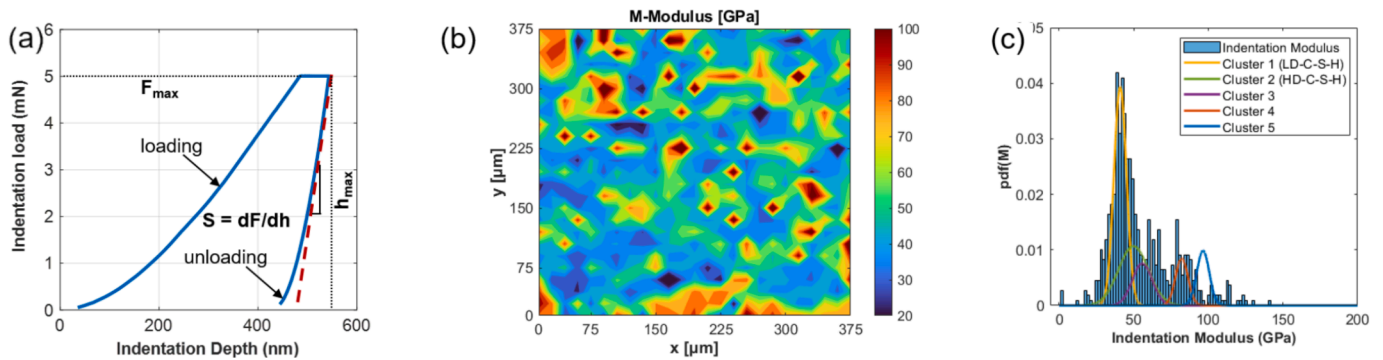 (a)
6
5
4
3
2
1
0
Indentation load (mN)
F_max
loading
S = dF/dh
unloading
h_max
0 200 400 600
Indentation Depth (nm)
(b)
M-Modulus [GPa]
375
300
225
150
75
0
y [µm]
0 75 150 225 300 375
x [µm]
100
90
80
70
60
50
40
30
20
(c)
0.05
0.04
0.03
0.02
0.01
0
pdf(M)
Indentation Modulus
Cluster 1 (LD-C-S-H)
Cluster 2 (HD-C-S-H)
Cluster 3
Cluster 4
Cluster 5
0 50 100 150 200
Indentation Modulus (GPa)